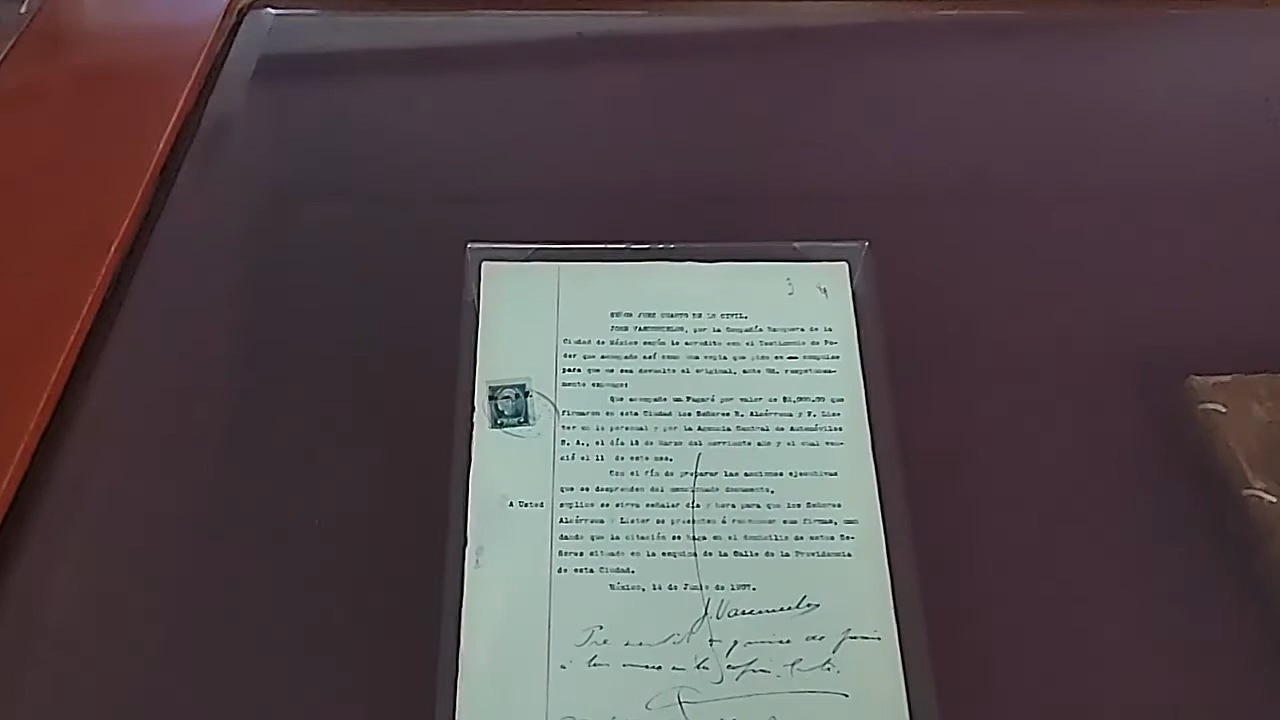 3
SEÑOR JUEZ CUARTO DE LO CIVIL.
JOSE VASCONCELOS, por la Compañía Banquera de la
Ciudad de México según lo acredito con el Testimonio de Po-
der que acompaño así como una copia que pido se compulse
para que me sea devuelto el original, ante Ud. respetuosa-
mente expongo:
Que acompaño un Pagaré por valor de $1,000.00 que
firmaron en esta Ciudad los Señores R. Alcérrecca y F. Lis-
ter en lo personal y por la Agencia Central de Automóviles
S. A., el día 15 de Marzo del corriente año y el cual ven-
ció el 11 de este mes.
Con el fin de preparar las acciones ejecutivas
que se desprenden del mencionado documento,
A Usted suplico se sirva señalar día y hora para que los Señores
y Lister se presenten á reconocer sus firmas, man
dando que la citación se haga en el domicilio de estos Se-
ñores situado en la esquina de la Calle de la Providencia
de esta Ciudad.
México, 14 de Junio de 1907.
J. Vasconcelos